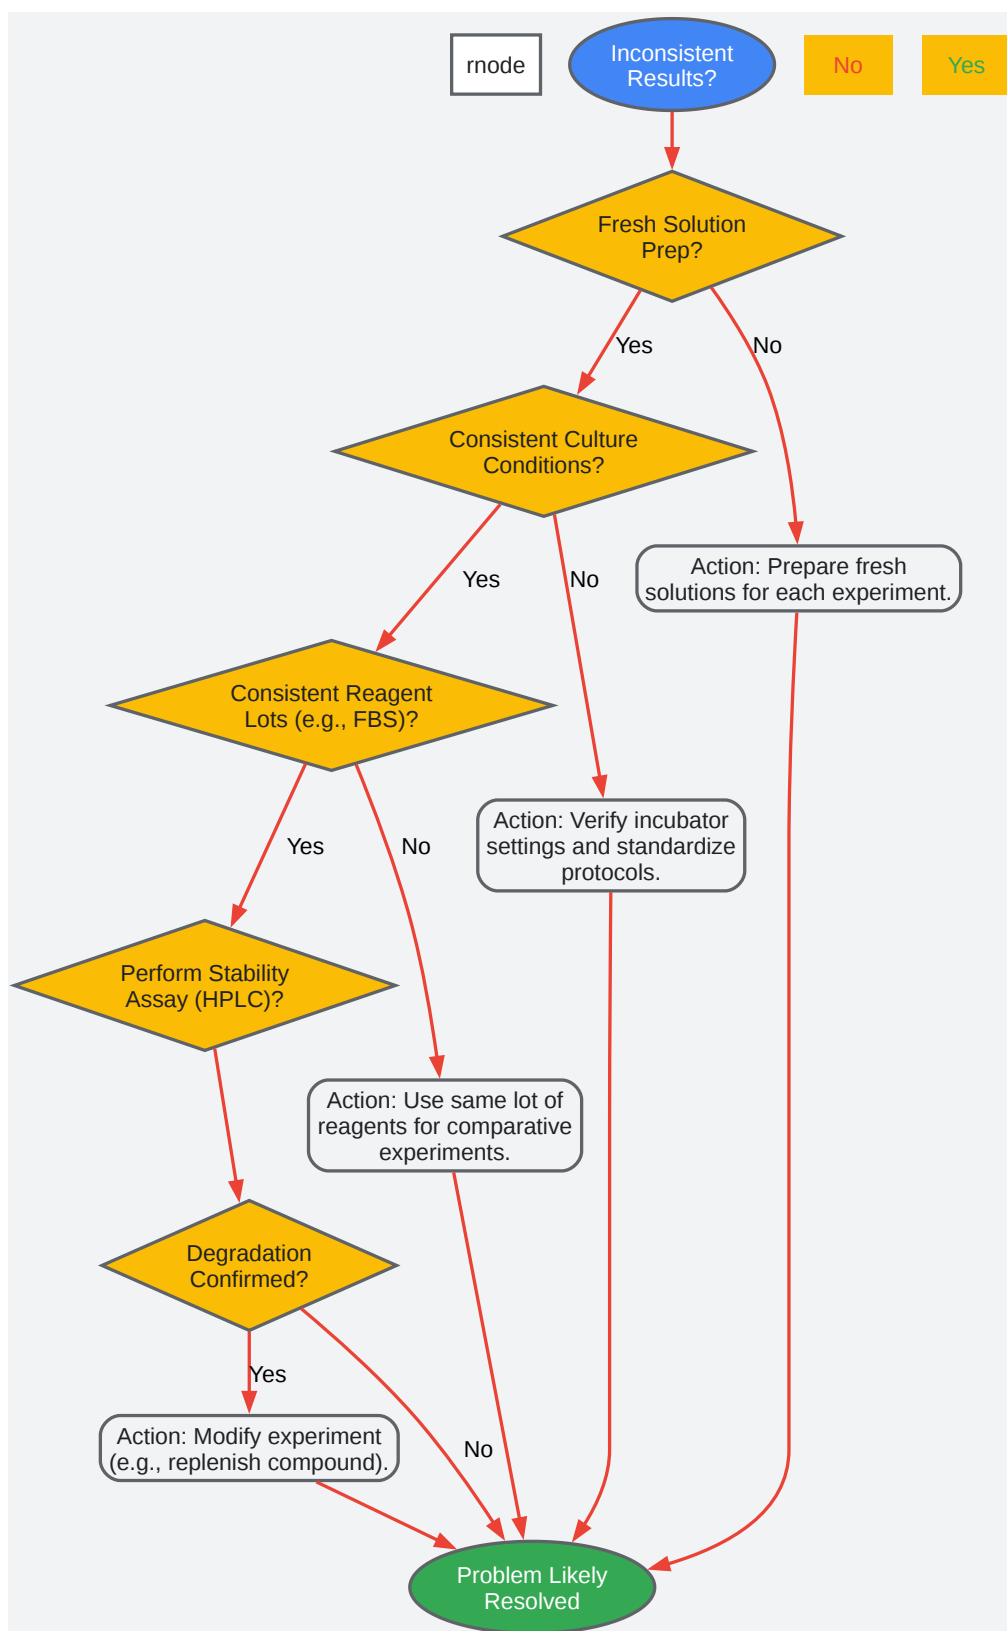 rnode
Inconsistent
Results?
No
Yes
Fresh Solution
Prep?
Yes
No
Consistent Culture
Conditions?
Yes
No
Action: Prepare fresh
solutions for each experiment.
Consistent Reagent
Lots (e.g., FBS)?
Yes
No
Action: Verify incubator
settings and standardize
protocols.
Perform Stability
Assay (HPLC)?
Action: Use same lot of
reagents for comparative
experiments.
Degradation
Confirmed?
Yes
No
Action: Modify experiment
(e.g., replenish compound).
Problem Likely
Resolved